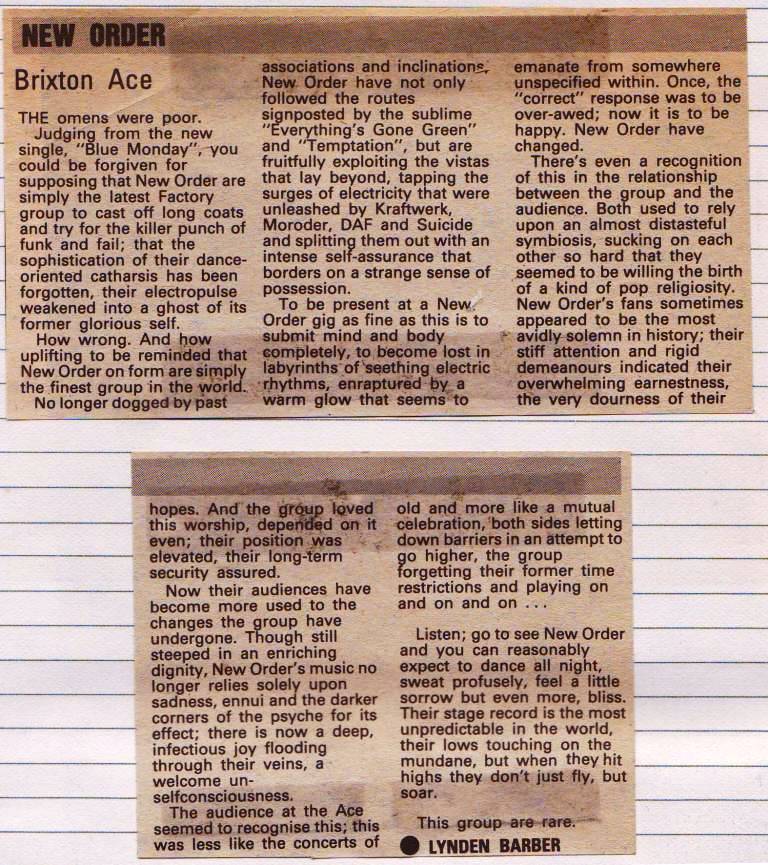 NEW ORDER
Brixton Ace
THE omens were poor.
Judging from the new
single, "Blue Monday", you
could be forgiven for
supposing that New Order are
simply the latest Factory
group to cast off long coats
and try for the killer punch of
funk and fail; that the
sophistication of their dance-
oriented catharsis has been
forgotten, their electropulse
weakened into a ghost of its
former glorious self.
How wrong. And how
uplifting to be reminded that
New Order on form are simply
the finest group in the world.
No longer dogged by past
associations and inclinations,
New Order have not only
followed the routes
signposted by the sublime
"Everything's Gone Green"
and "Temptation", but are
fruitfully exploiting the vistas
that lay beyond, tapping the
surges of electricity that were
unleashed by Kraftwerk,
Moroder, DAF and Suicide
and splitting them out with an
intense self-assurance that
borders on a strange sense of
possession.
To be present at a New
Order gig as fine as this is to
submit mind and body
completely, to become lost in
labyrinths of seething electric
rhythms, enraptured by a
warm glow that seems to
emanate from somewhere
unspecified within. Once, the
"correct" response was to be
over-awed; now it is to be
happy. New Order have
changed.
There's even a recognition
of this in the relationship
between the group and the
audience. Both used to rely
upon an almost distasteful
symbiosis, sucking on each
other so hard that they
seemed to be willing the birth
of a kind of pop religiosity.
New Order's fans sometimes
appeared to be the most
avidly solemn in history; their
stiff attention and rigid
demeanours indicated their
overwhelming earnestness,
the very dourness of their
hopes. And the group loved
this worship, depended on it
even; their position was
elevated, their long-term
security assured.
Now their audiences have
become more used to the
changes the group have
undergone. Though still
steeped in an enriching
dignity, New Order's music no
longer relies solely upon
sadness, ennui and the darker
corners of the psyche for its
effect; there is now a deep,
infectious joy flooding
through their veins, a
welcome un-
selfconsciousness.
The audience at the Ace
seemed to recognise this; this
was less like the concerts of
old and more like a mutual
celebration, both sides letting
down barriers in an attempt to
go higher, the group
forgetting their former time
restrictions and playing on
and on and on ...
Listen; go to see New Order
and you can reasonably
expect to dance all night,
sweat profusely, feel a little
sorrow but even more, bliss.
Their stage record is the most
unpredictable in the world,
their lows touching on the
mundane, but when they hit
highs they don't just fly, but
soar.
This group are rare.
● LYNDEN BARBER